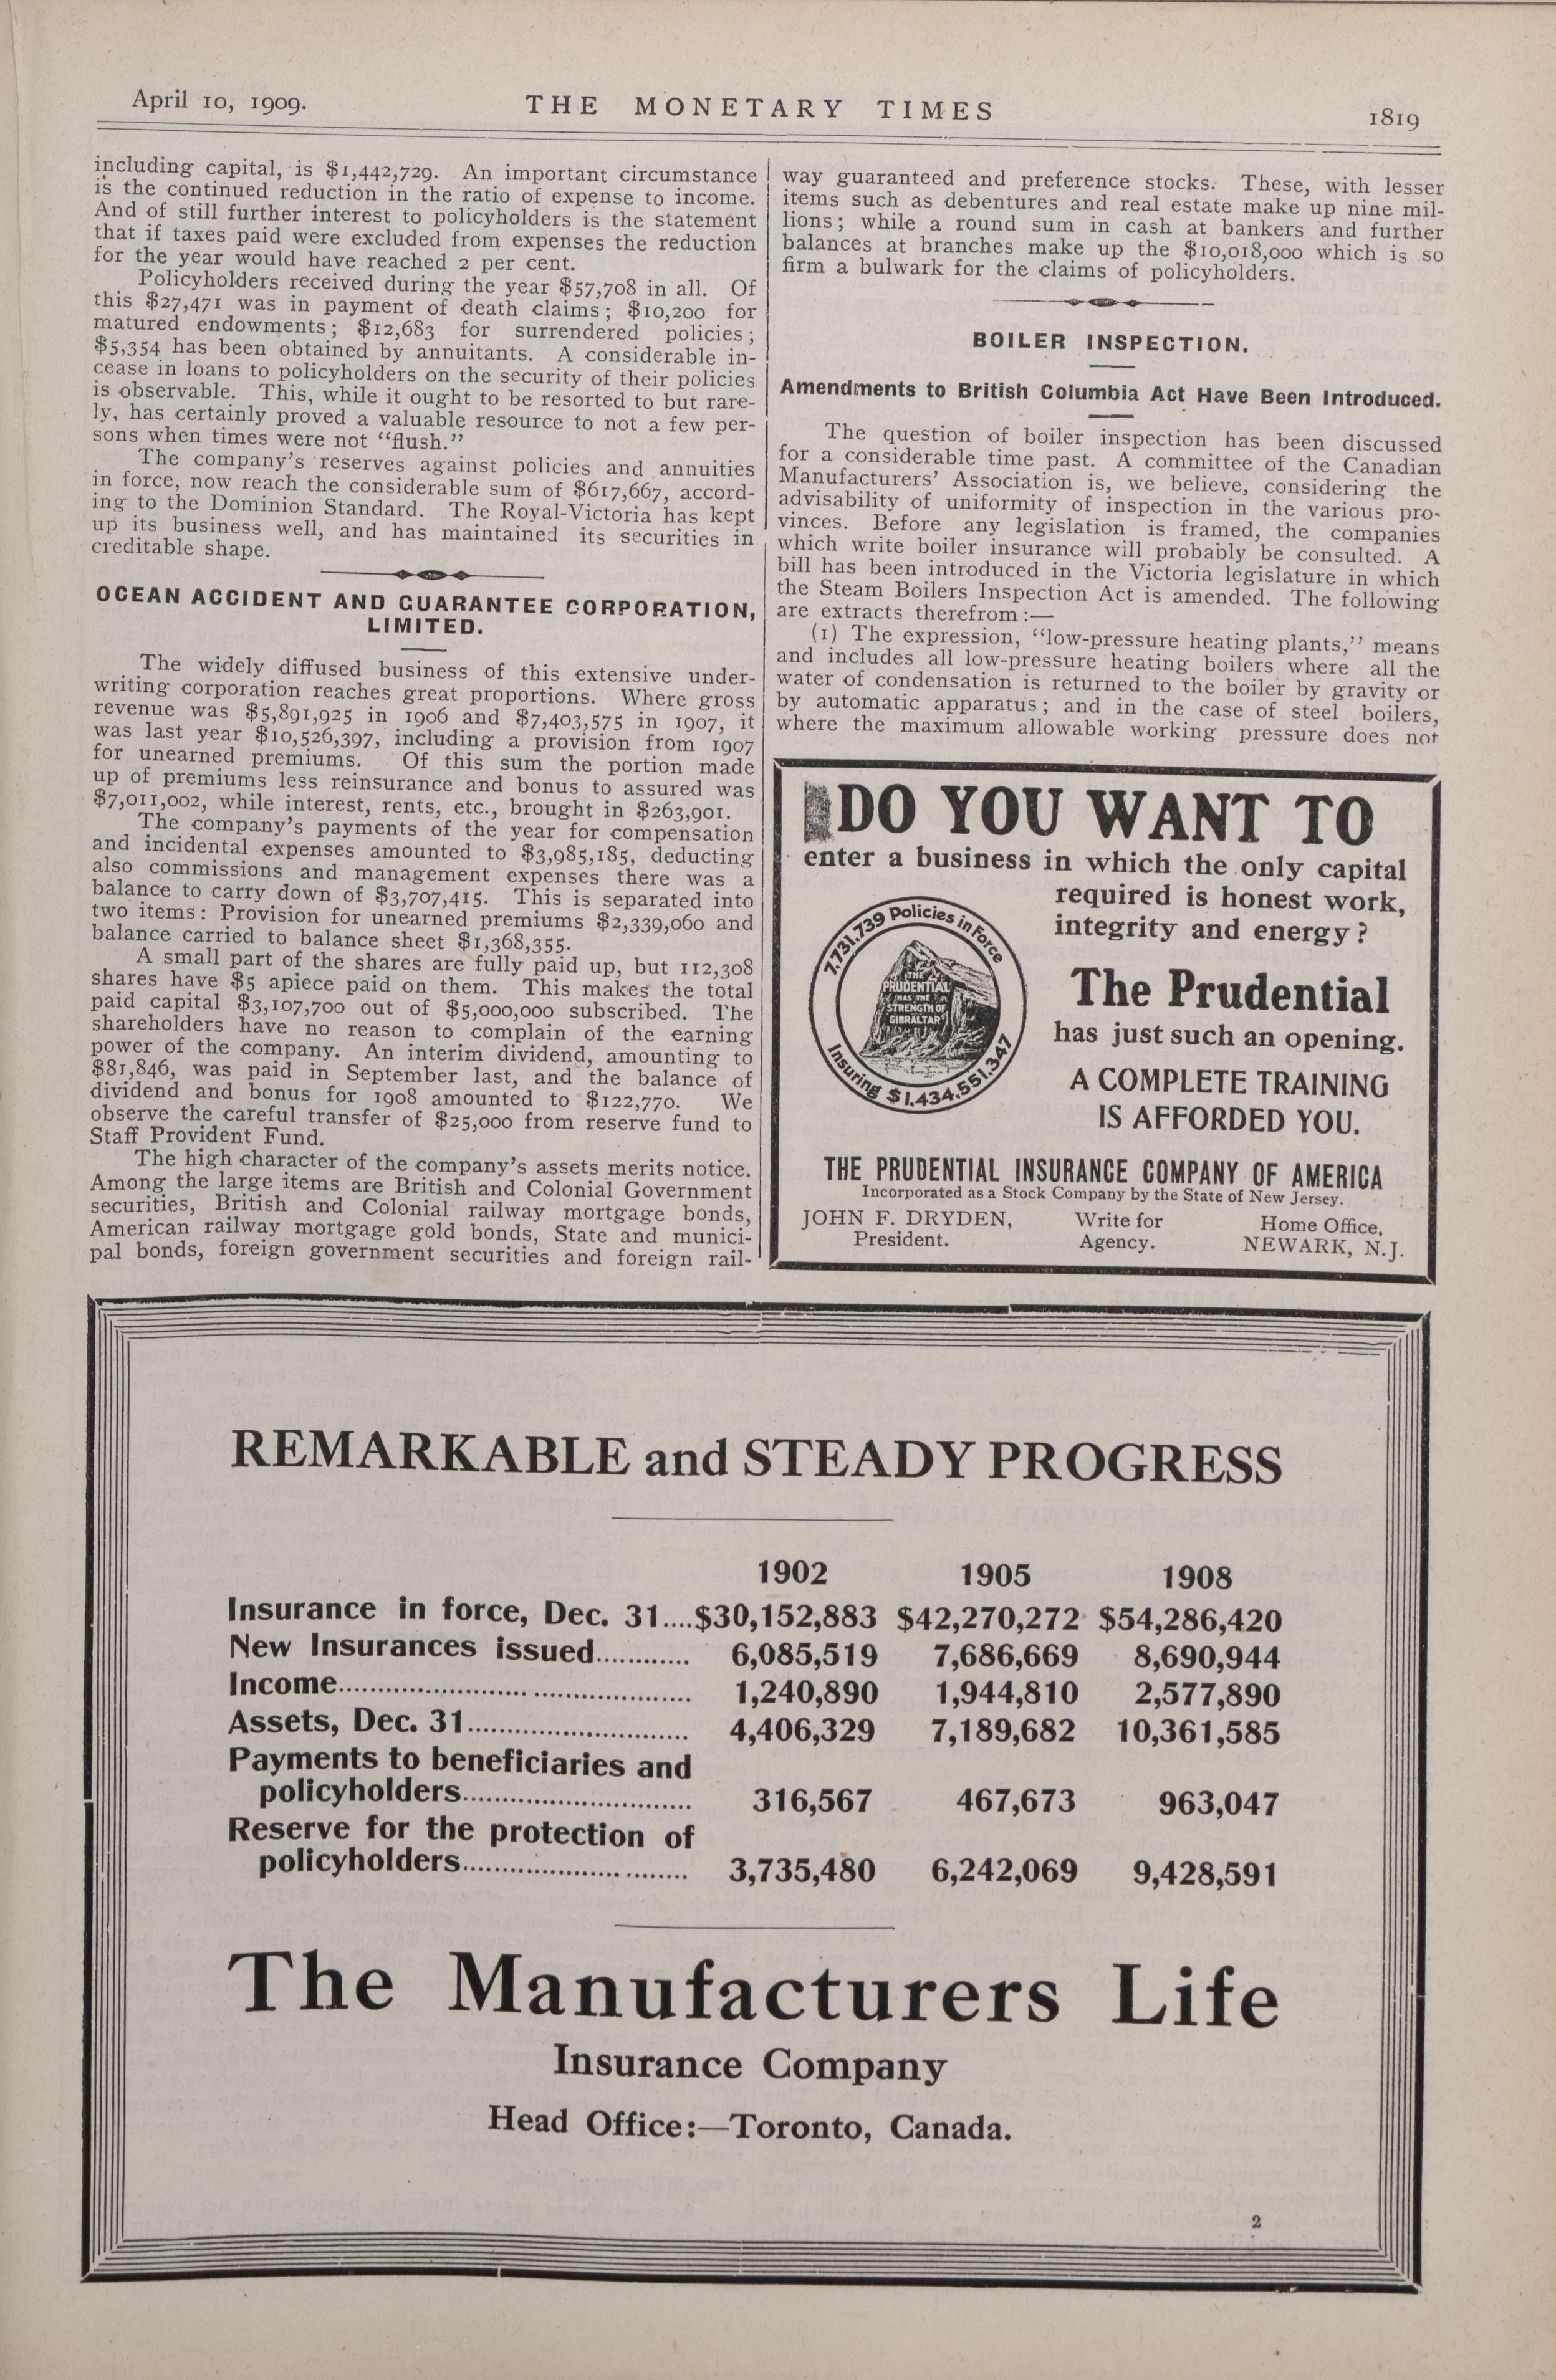 April 10, 1909.
THE MONETARY TIMES
1819
including capital, is $1,442,729. An important circumstance
is the continued reduction in the ratio of expense to income.
And of still further interest to policyholders is the statement
that if taxes paid were excluded from expenses the reduction
for the year would have reached 2 per cent.
Policyholders received during the year $57,708 in all. Of
this $27,471 was in payment of death claims; $10,200 for
matured endowments; $12,683 for surrendered policies;
$5,354 has been obtained by annuitants. A considerable in-
cease in loans to policyholders on the security of their policies
is observable. This, while it ought to be resorted to but rare-
ly, has certainly proved a valuable resource to not a few per-
sons when times were not “flush.”
The company’s reserves against policies and annuities
in force, now reach the considerable sum of $617,667, accord-
ing to the Dominion Standard. The Royal-Victoria has kept
up its business well, and has maintained its securities in
creditable shape.
OCEAN ACCIDENT AND GUARANTEE CORPORATION,
LIMITED.
The widely diffused business of this extensive under-
writing corporation reaches great proportions. Where gross
revenue was $5,891,925 in 1906 and $7,403,575 in 1907, it
was last year $10,526,397, including a provision from 1907
for unearned premiums. Of this sum the portion made
up of premiums less reinsurance and bonus to assured was
$7,011,002, while interest, rents, etc., brought in $263,901.
The company’s payments of the year for compensation
and incidental expenses amounted to $3,985,185, deducting
also commissions and management expenses there was a
balance to carry down of $3,707,415. This is separated into
two items: Provision for unearned premiums $2,339,060 and
balance carried to balance sheet $1,368,355.
A small part of the shares are fully paid up, but 112,308
shares have $5 apiece paid on them. This makes the total
paid capital $3,107,700 out of $5,000,000 subscribed. The
shareholders have no reason to complain of the earning
power of the company. An interim dividend, amounting to
$81,846, was paid in September last, and the balance of
dividend and bonus for 1908 amounted to $122,770. We
observe the careful transfer of $25,000 from reserve fund to
Staff Provident Fund.
The high character of the company’s assets merits notice.
Among the large items are British and Colonial Government
securities, British and Colonial railway mortgage bonds,
American railway mortgage gold bonds, State and munici-
pal bonds, foreign government securities and foreign rail-
way guaranteed and preference stocks. These, with lesser
items such as debentures and real estate make up nine mil-
lions; while a round sum in cash at bankers and further
balances at branches make up the $10,018,000 which is so
firm a bulwark for the claims of policyholders.
BOILER INSPECTION.
Amendments to British Columbia Act Have Been Introduced.
The question of boiler inspection has been discussed
for a considerable time past. A committee of the Canadian
Manufacturers’ Association is, we believe, considering the
advisability of uniformity of inspection in the various pro-
vinces. Before any legislation is framed, the companies
which write boiler insurance will probably be consulted. A
bill has been introduced in the Victoria legislature in which
the Steam Boilers Inspection Act is amended. The following
are extracts therefrom:—
(1) The expression, “low-pressure heating plants,” means
and includes all low-pressure heating boilers where all the
water of condensation is returned to the boiler by gravity or
by automatic apparatus; and in the case of steel boilers,
where the maximum allowable working pressure does not
DO YOU WANT TO
enter a business in which the only capital
required is honest work,
integrity and energy?
7,731,739 Policies in Force
THE
PRUDENTIAL
HAS THE
STRENGTH OF
GIBRALTAR
Insuring $1,434,551,347
The Prudential
has just such an opening.
A COMPLETE TRAINING
IS AFFORDED YOU.
THE PRUDENTIAL INSURANCE COMPANY OF AMERICA
Incorporated as a Stock Company by the State of New Jersey.
JOHN F. DRYDEN, Write for Home Office,
President. Agency. NEWARK, N.J.
REMARKABLE and STEADY PROGRESS
1902 1905 1908
Insurance in force, Dec. 31....$30,152,883 $42,270,272 $54,286,420
New Insurances issued............ 6,085,519 7,686,669 8,690,944
Income............................................ 1,240,890 1,944,810 2,577,890
Assets, Dec. 31............................ 4,406,329 7,189,682 10,361,585
Payments to beneficiaries and
policyholders............................. 316,567 467,673 963,047
Reserve for the protection of
policyholders............................. 3,735,480 6,242,069 9,428,591
The Manufacturers Life
Insurance Company
Head Office:—Toronto, Canada.
2